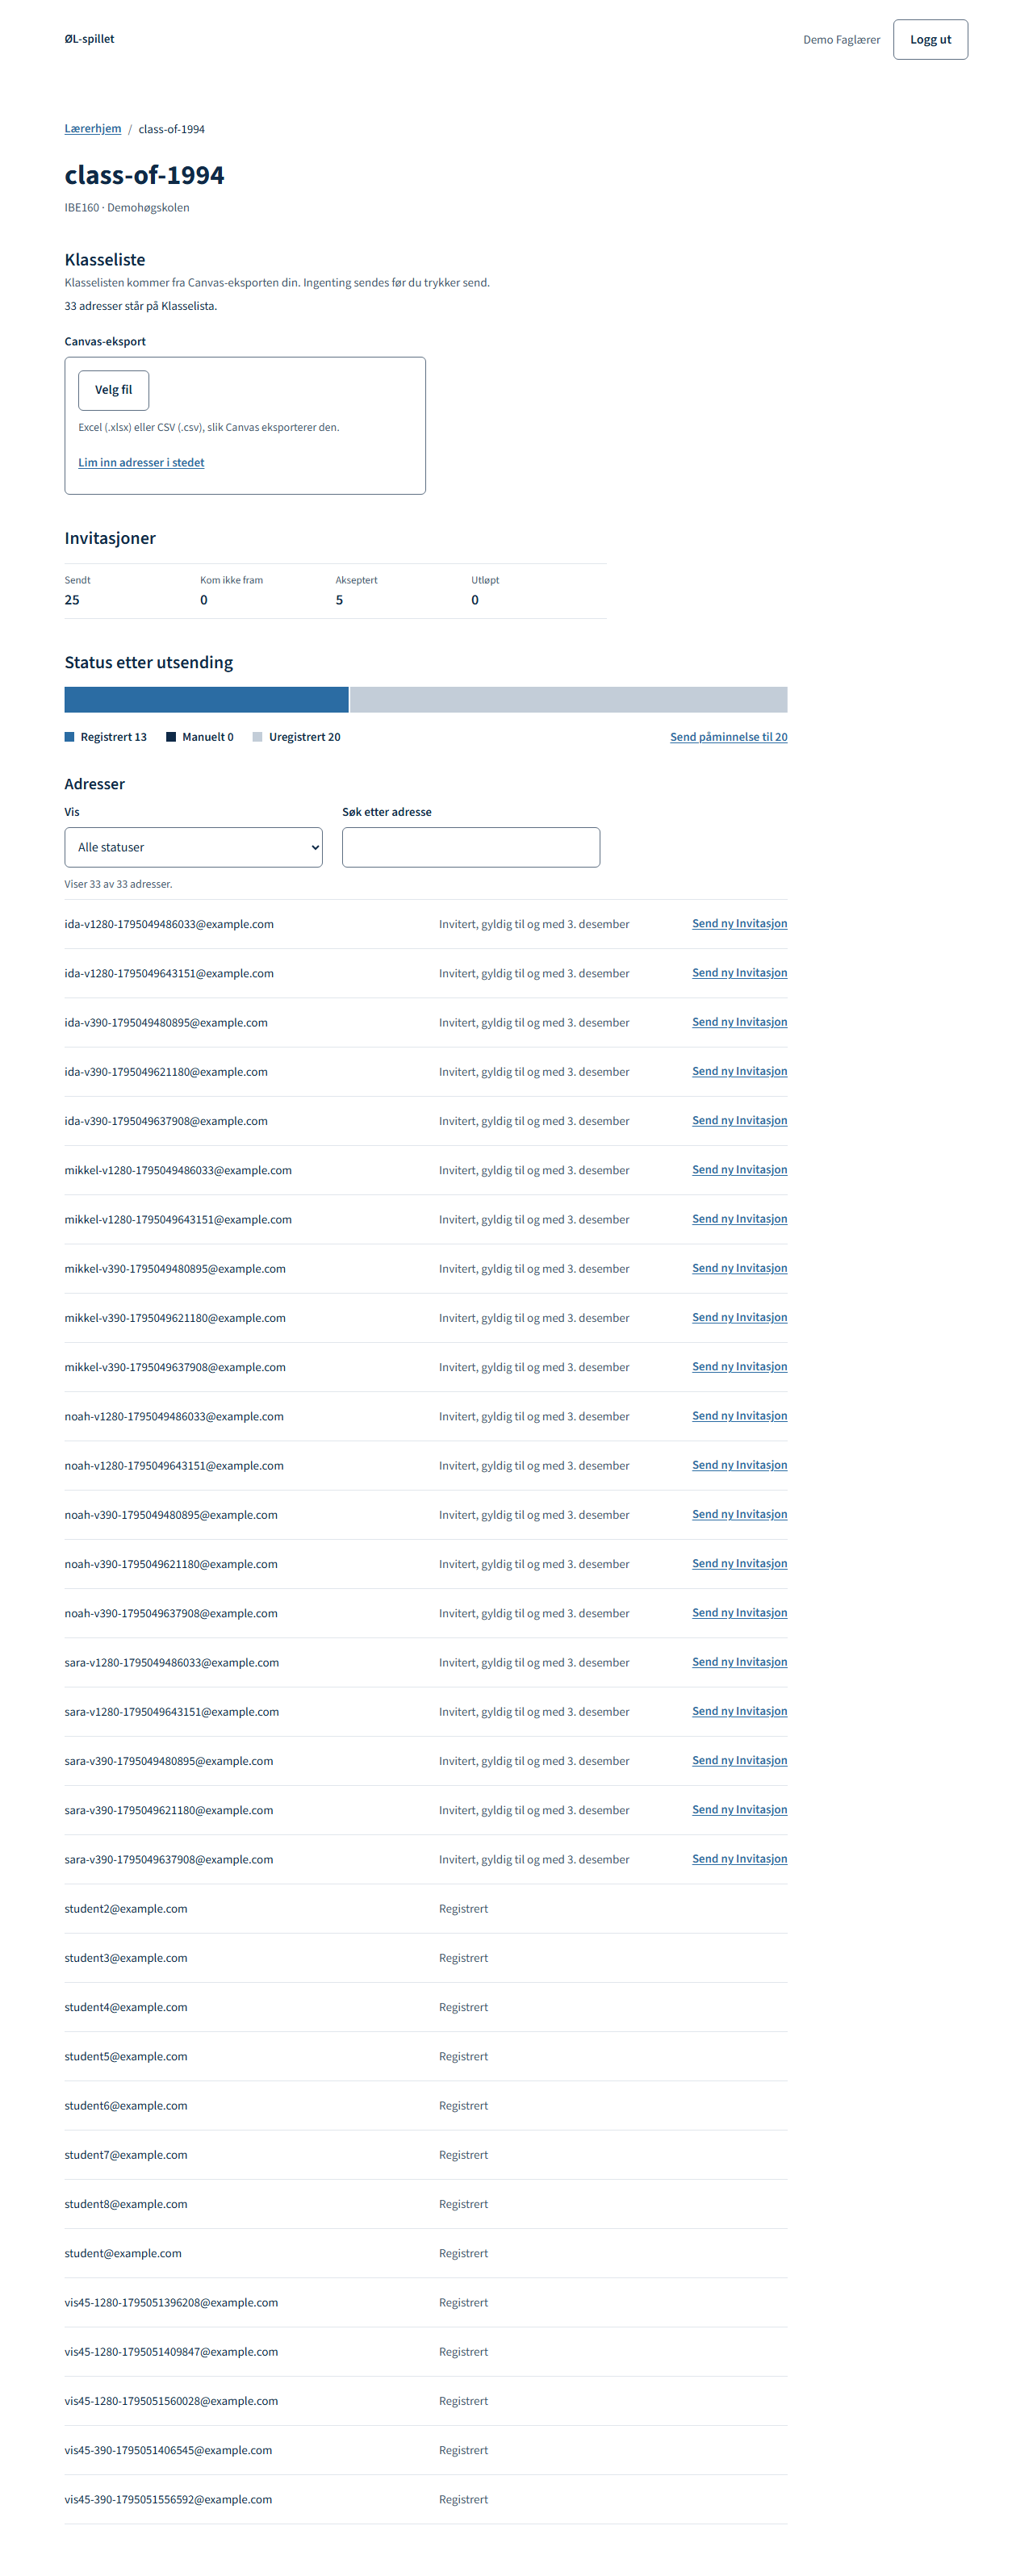 ØL-spillet
Demo Faglærer
Logg ut
Lærerhjem / class-of-1994
class-of-1994
IBE160 · Demohøgskolen
Klasseliste
Klasselisten kommer fra Canvas-eksporten din. Ingenting sendes før du trykker send.
33 adresser står på Klasselista.
Canvas-eksport
Velg fil
Excel (.xlsx) eller CSV (.csv), slik Canvas eksporterer den.
Lim inn adresser i stedet
Invitasjoner
Sendt Kom ikke fram Akseptert Utløpt
25 0 5 0
Status etter utsending
Registrert 13 Manuelt 0 Uregistrert 20 Send påminnelse til 20
Adresser
Vis Søk etter adresse
Alle statuser
Viser 33 av 33 adresser.
ida-v1280-1795049486033@example.com Invitert, gyldig til og med 3. desember Send ny Invitasjon
ida-v1280-1795049643151@example.com Invitert, gyldig til og med 3. desember Send ny Invitasjon
ida-v390-1795049480895@example.com Invitert, gyldig til og med 3. desember Send ny Invitasjon
ida-v390-1795049621180@example.com Invitert, gyldig til og med 3. desember Send ny Invitasjon
ida-v390-1795049637908@example.com Invitert, gyldig til og med 3. desember Send ny Invitasjon
mikkel-v1280-1795049486033@example.com Invitert, gyldig til og med 3. desember Send ny Invitasjon
mikkel-v1280-1795049643151@example.com Invitert, gyldig til og med 3. desember Send ny Invitasjon
mikkel-v390-1795049480895@example.com Invitert, gyldig til og med 3. desember Send ny Invitasjon
mikkel-v390-1795049621180@example.com Invitert, gyldig til og med 3. desember Send ny Invitasjon
mikkel-v390-1795049637908@example.com Invitert, gyldig til og med 3. desember Send ny Invitasjon
noah-v1280-1795049486033@example.com Invitert, gyldig til og med 3. desember Send ny Invitasjon
noah-v1280-1795049643151@example.com Invitert, gyldig til og med 3. desember Send ny Invitasjon
noah-v390-1795049480895@example.com Invitert, gyldig til og med 3. desember Send ny Invitasjon
noah-v390-1795049621180@example.com Invitert, gyldig til og med 3. desember Send ny Invitasjon
noah-v390-1795049637908@example.com Invitert, gyldig til og med 3. desember Send ny Invitasjon
sara-v1280-1795049486033@example.com Invitert, gyldig til og med 3. desember Send ny Invitasjon
sara-v1280-1795049643151@example.com Invitert, gyldig til og med 3. desember Send ny Invitasjon
sara-v390-1795049480895@example.com Invitert, gyldig til og med 3. desember Send ny Invitasjon
sara-v390-1795049621180@example.com Invitert, gyldig til og med 3. desember Send ny Invitasjon
sara-v390-1795049637908@example.com Invitert, gyldig til og med 3. desember Send ny Invitasjon
student2@example.com Registrert
student3@example.com Registrert
student4@example.com Registrert
student5@example.com Registrert
student6@example.com Registrert
student7@example.com Registrert
student8@example.com Registrert
student@example.com Registrert
vis45-1280-1795051396208@example.com Registrert
vis45-1280-1795051409847@example.com Registrert
vis45-1280-1795051560028@example.com Registrert
vis45-390-1795051406545@example.com Registrert
vis45-390-1795051556592@example.com Registrert